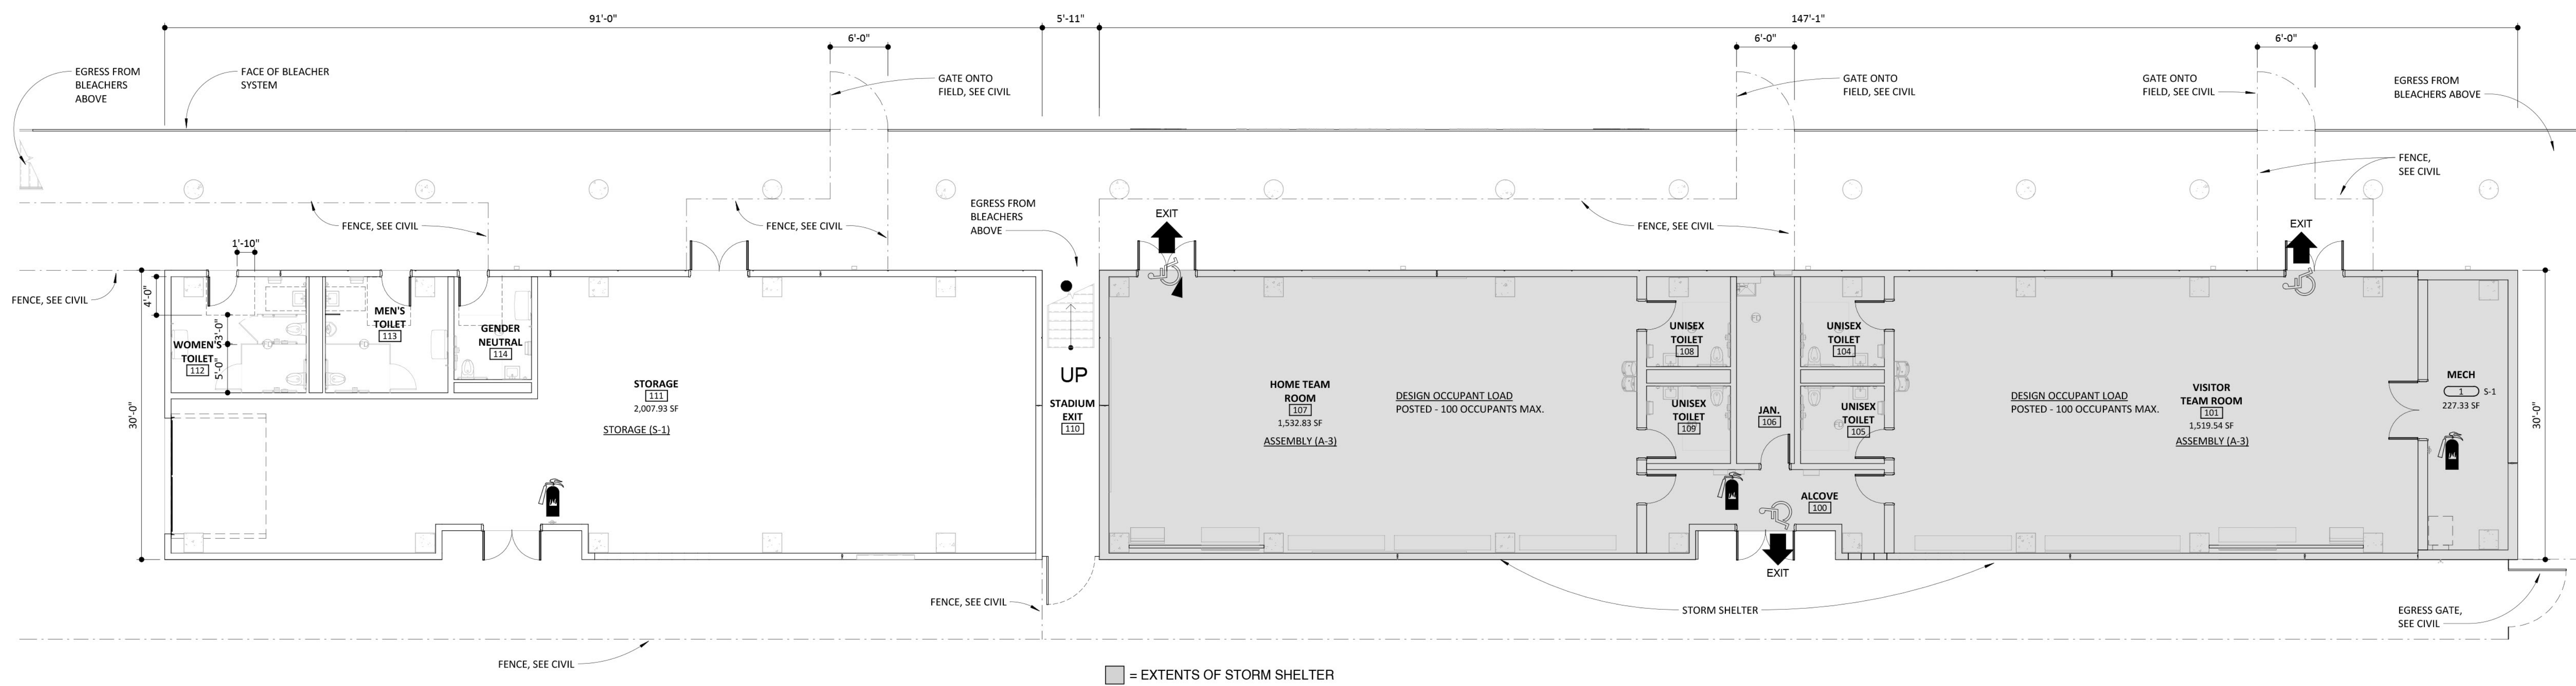 91'-0"
5'-11"
147'-1"
6'-0"
6'-0"
6'-0"
EGRESS FROM
BLEACHERS
ABOVE
FACE OF BLEACHER
SYSTEM
GATE ONTO
FIELD, SEE CIVIL
GATE ONTO
FIELD, SEE CIVIL
GATE ONTO
FIELD, SEE CIVIL
EGRESS FROM
BLEACHERS ABOVE
FENCE,
SEE CIVIL
EGRESS FROM
BLEACHERS
ABOVE
EXIT
EXIT
FENCE, SEE CIVIL
FENCE, SEE CIVIL
FENCE, SEE CIVIL
1'-10"
FENCE, SEE CIVIL
4'-0"
3'-0"
5'-0"
30'-0"
WOMEN'S
TOILET
112
MEN'S
TOILET
113
GENDER
NEUTRAL
114
STORAGE
111
2,007.93 SF
STORAGE (S-1)
UP
STADIUM
EXIT
110
HOME TEAM
ROOM
107
1,532.83 SF
ASSEMBLY (A-3)
DESIGN OCCUPANT LOAD
POSTED - 100 OCCUPANTS MAX.
UNISEX
TOILET
108
UNISEX
TOILET
109
JAN.
106
UNISEX
TOILET
104
UNISEX
TOILET
105
ALCOVE
100
DESIGN OCCUPANT LOAD
POSTED - 100 OCCUPANTS MAX.
VISITOR
TEAM ROOM
101
1,519.54 SF
ASSEMBLY (A-3)
MECH
1 S-1
227.33 SF
30'-0"
EXIT
FENCE, SEE CIVIL
STORM SHELTER
EGRESS GATE,
SEE CIVIL
FENCE, SEE CIVIL
= EXTENTS OF STORM SHELTER